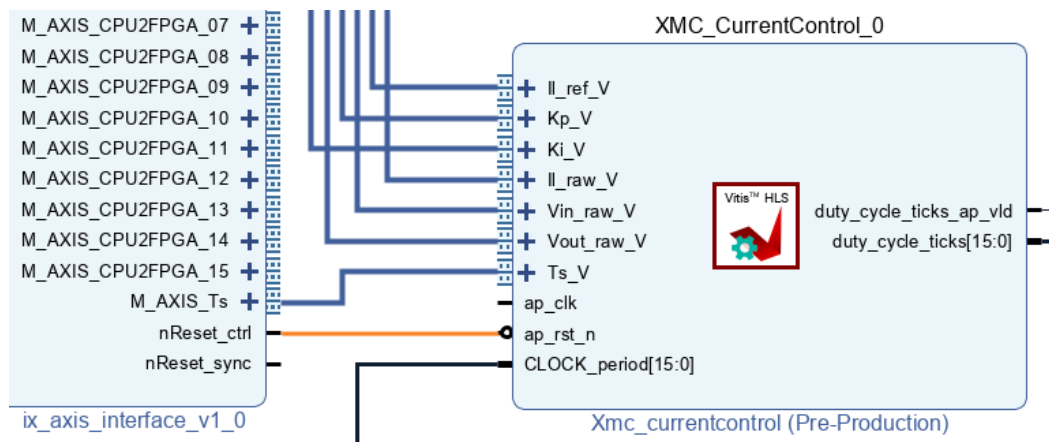 M_AXIS_CPU2FPGA_07
M_AXIS_CPU2FPGA_08
M_AXIS_CPU2FPGA_09
M_AXIS_CPU2FPGA_10
M_AXIS_CPU2FPGA_11
M_AXIS_CPU2FPGA_12
M_AXIS_CPU2FPGA_13
M_AXIS_CPU2FPGA_14
M_AXIS_CPU2FPGA_15
M_AXIS_Ts
nReset_ctrl
nReset_sync
ix_axis_interface_v1_0
XMC_CurrentControl_0
Il_ref_V
Kp_V
Ki_V
Il_raw_V
Vin_raw_V
Vout_raw_V
Ts_V
ap_clk
ap_rst_n
CLOCK_period[15:0]
Vitis™ HLS
duty_cycle_ticks_ap_vld
duty_cycle_ticks[15:0]
Xmc_currentcontrol (Pre-Production)